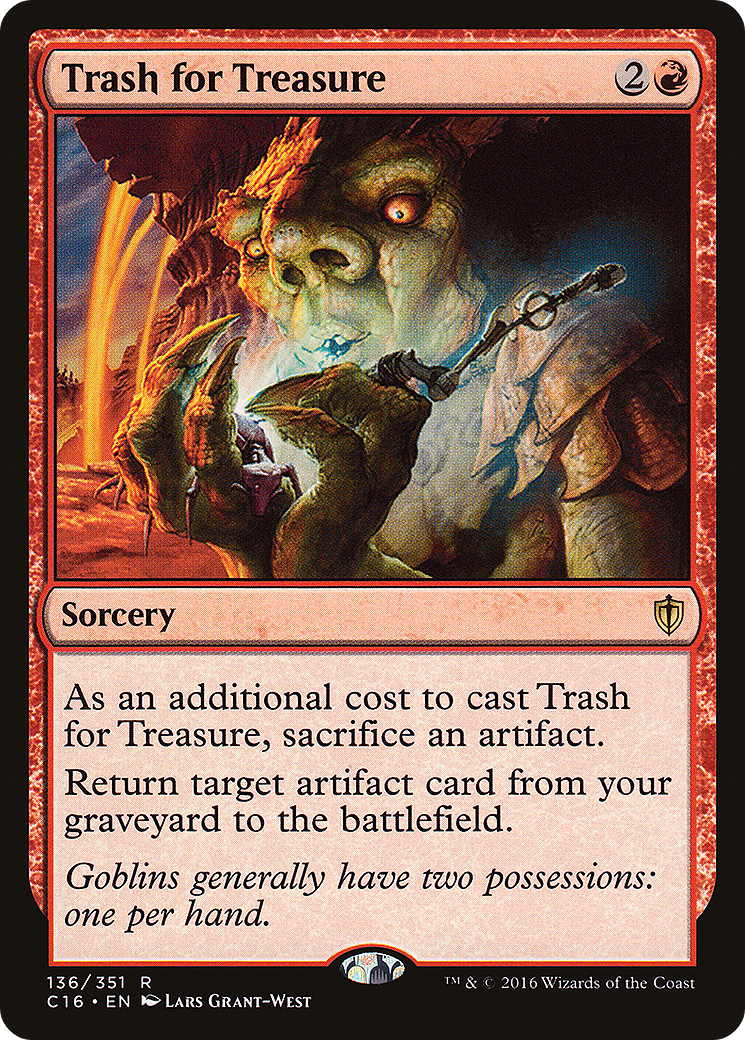 Trash for Treasure 2
Sorcery
As an additional cost to cast Trash
for Treasure, sacrifice an artifact.
Return target artifact card from your
graveyard to the battlefield.
Goblins generally have two possessions:
one per hand.
136/351 R
™ & © 2016 Wizards of the Coast
C16 • EN Lars Grant-West